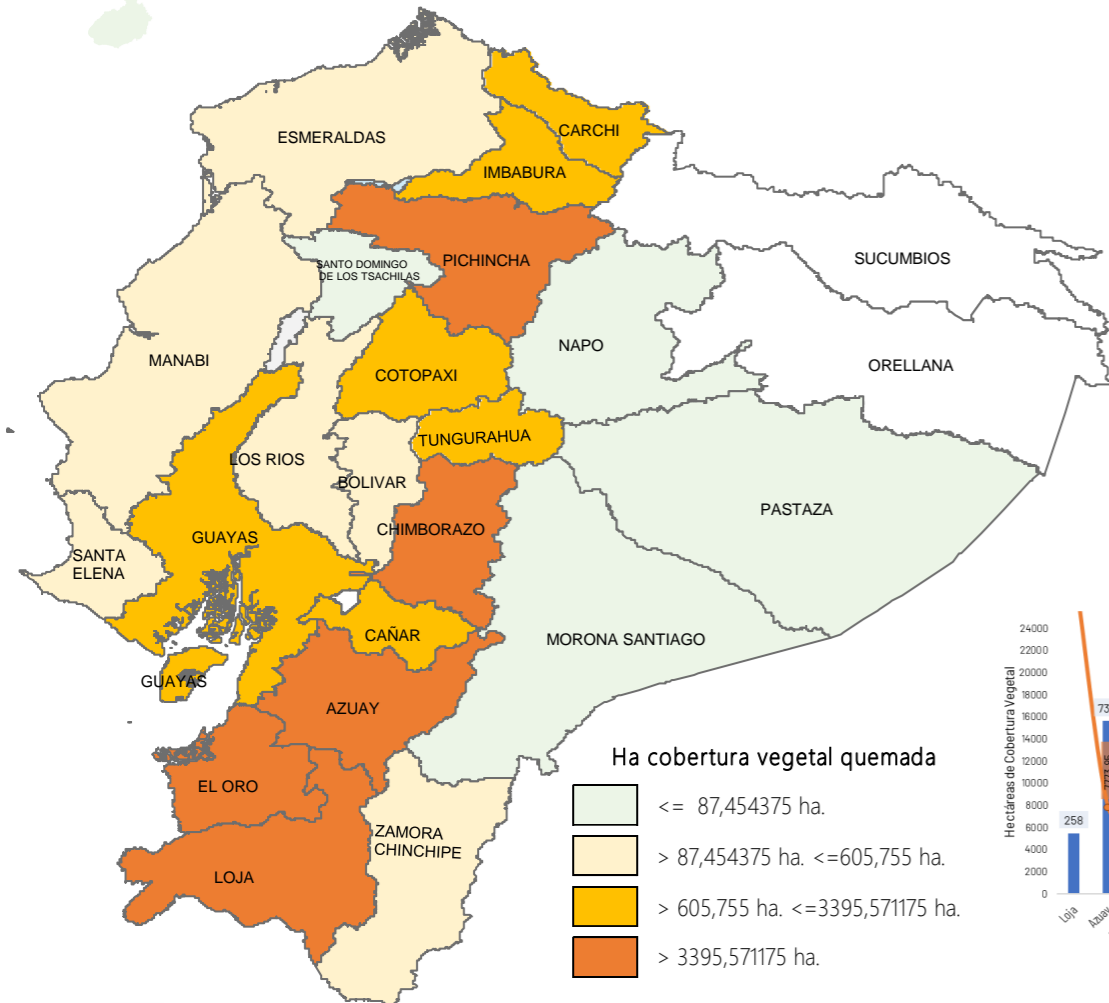 ESMERALDAS
CARCHI
IMBABURA
SUCUMBIOS
PICHINCHA
SANTO DOMINGO
DE LOS TSACHILAS
NAPO
ORELLANA
MANABI
COTOPAXI
TUNGURAHUA
LOS RIOS
BOLIVAR
PASTAZA
CHIMBORAZO
GUAYAS
SANTA
ELENA
CAÑAR
MORONA SANTIAGO
GUAYAS
AZUAY
EL ORO
ZAMORA
CHINCHIPE
LOJA
Ha cobertura vegetal quemada
<= 87,454375 ha.
> 87,454375 ha. <=605,755 ha.
> 605,755 ha. <=3395,571175 ha.
> 3395,571175 ha.
Hectáreas de Cobertura Vegetal
24000
22000
20000
18000
16000
14000
12000
10000
8000
6000
4000
2000
0
258
73
Loja
Azuay